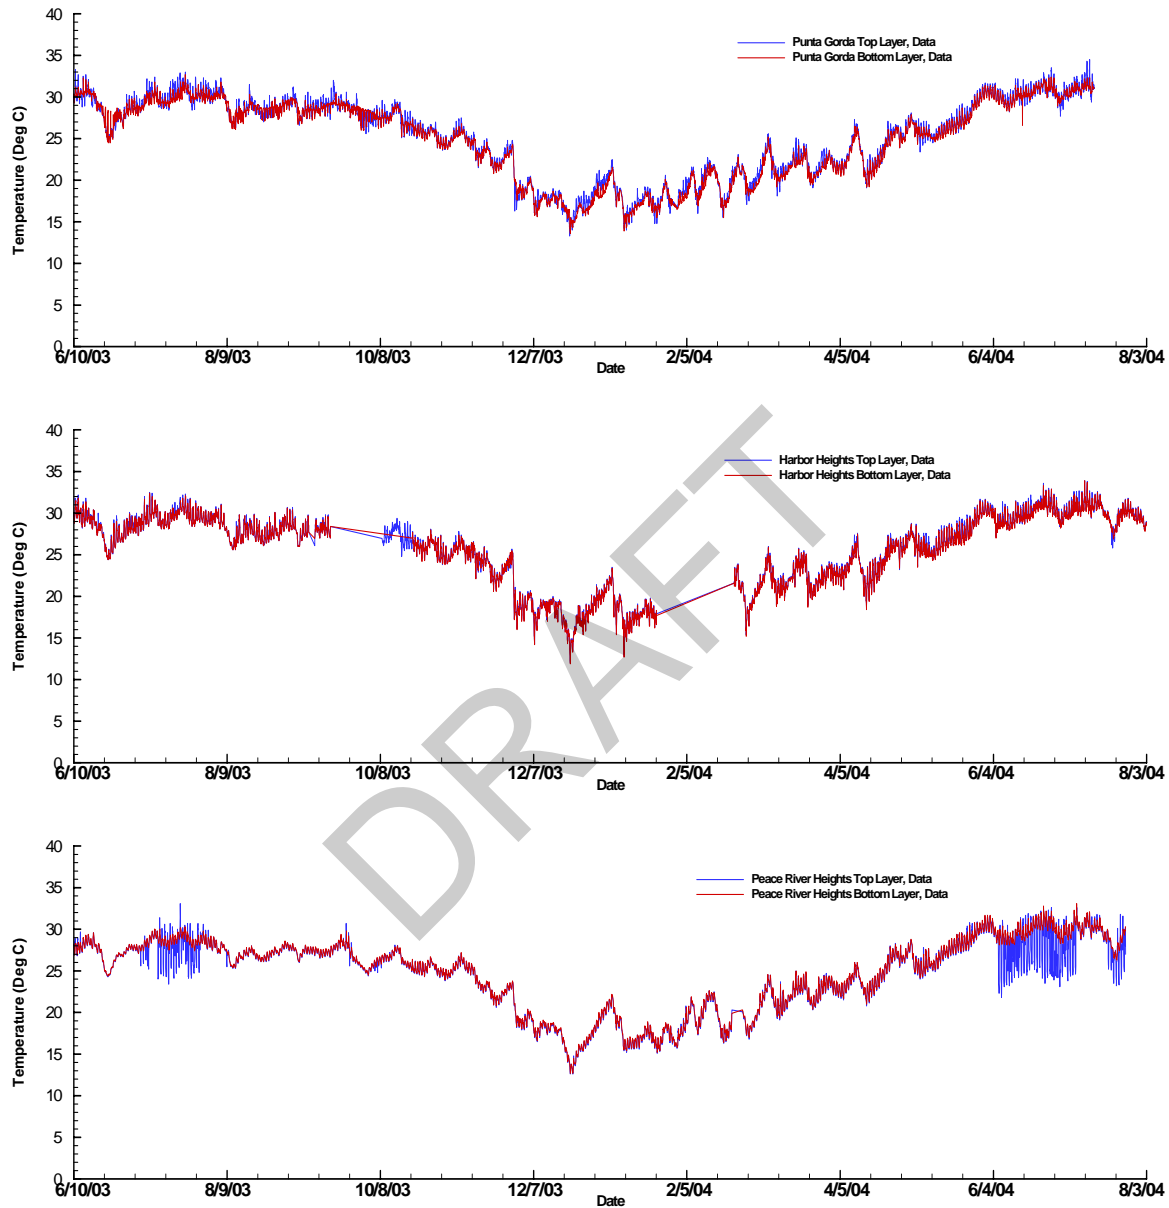 40
Punta Gorda Top Layer, Data
35
Punta Gorda Bottom Layer, Data
30
25
20
15
10
5
0
Temperature (Deg C)
6/10/03 8/9/03 10/8/03 12/7/03 2/5/04 4/5/04 6/4/04 8/3/04
Date
40
Harbor Heights Top Layer, Data
35
Harbor Heights Bottom Layer, Data
30
25
20
15
10
5
0
Temperature (Deg C)
6/10/03 8/9/03 10/8/03 12/7/03 2/5/04 4/5/04 6/4/04 8/3/04
Date
DRAFT
40
Peace River Heights Top Layer, Data
35
Peace River Heights Bottom Layer, Data
30
25
20
15
10
5
0
Temperature (Deg C)
6/10/03 8/9/03 10/8/03 12/7/03 2/5/04 4/5/04 6/4/04 8/3/04
Date